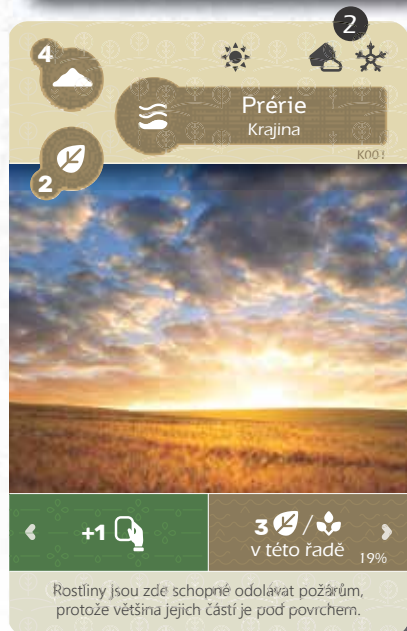 2
4
Prérie
Krajina
K001
2
+1
3 /
v této řadě
19%
Rostliny jsou zde schopné odolávat požárům,
protože většina jejich částí je pod povrchem.